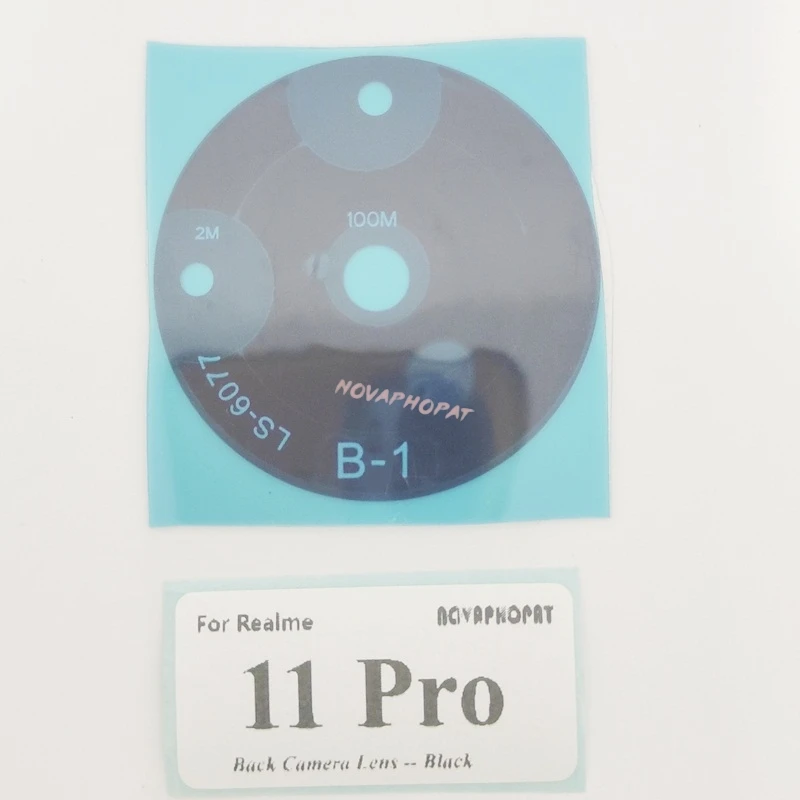 100M
2M
LS-6077
NOVAPHOPAT
B-1
For Realme NOVAPHOPAT
11 Pro
Back Camera Lens -- Black